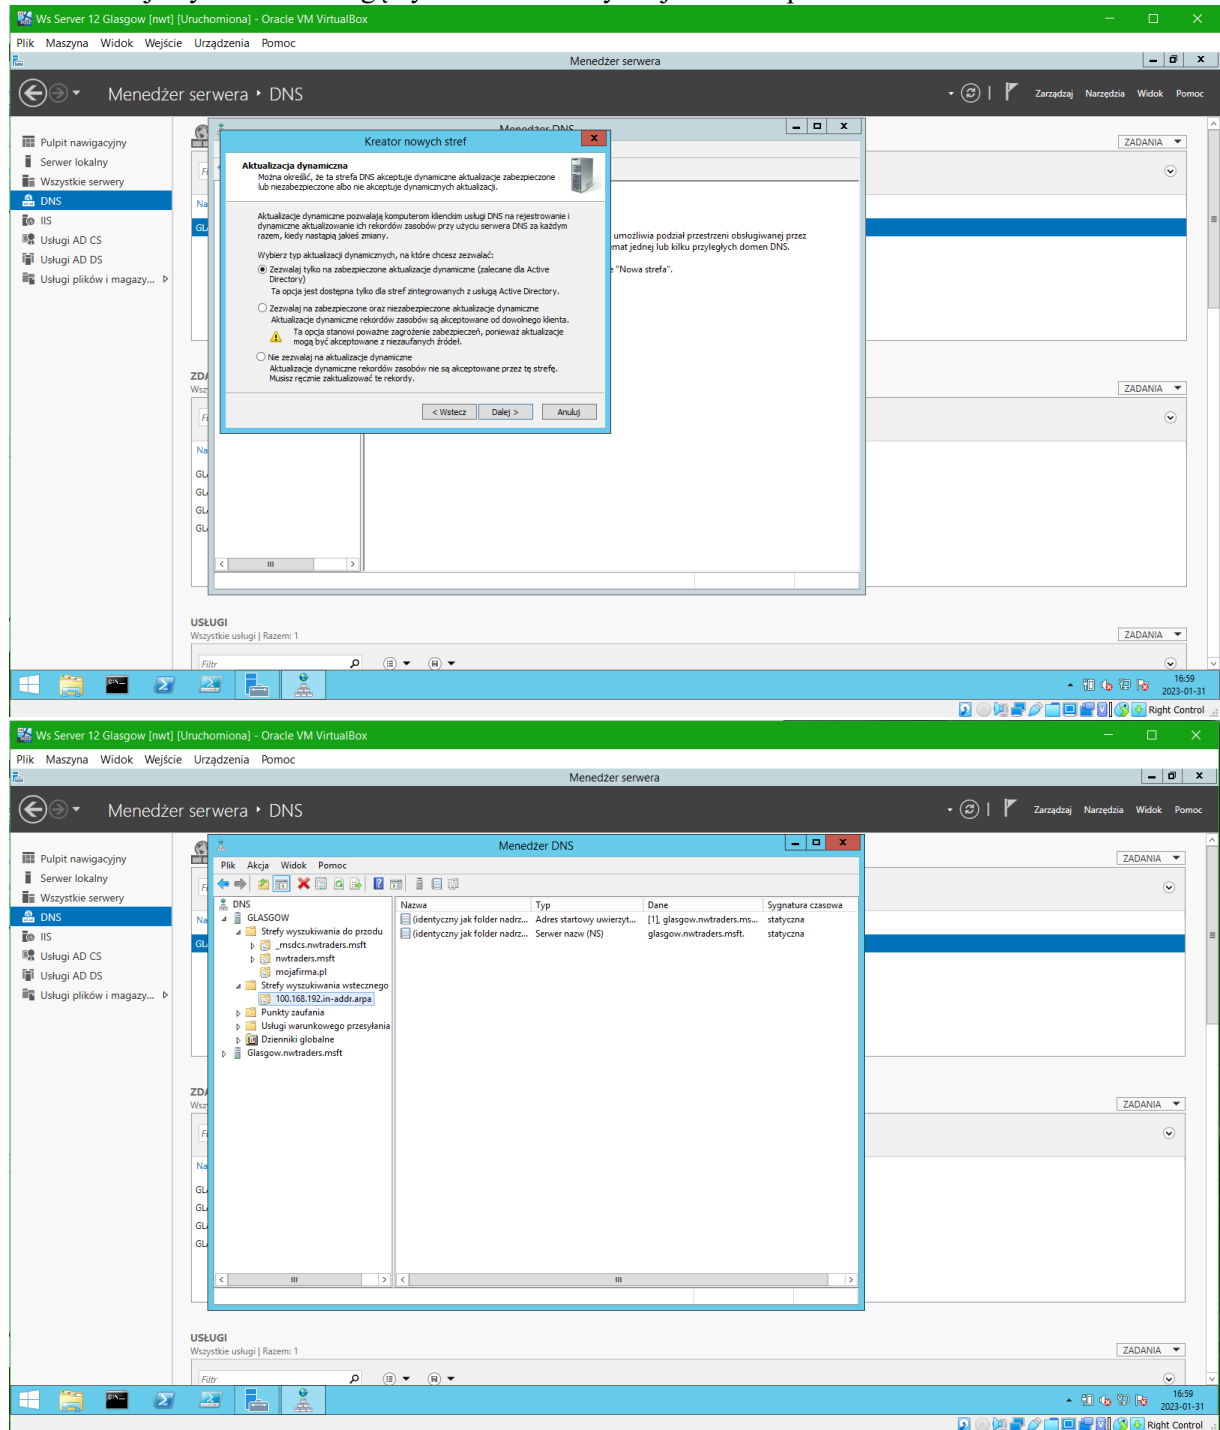 Ws Server 12 Glasgow [nwt] [Uruchomiona] - Oracle VM VirtualBox
Plik Maszyna Widok Wejście Urządzenia Pomoc
Menedżer serwera
Menedżer serwera ‣ DNS
Zarządzaj Narzędzia Widok Pomoc
Pulpit nawigacyjny
Serwer lokalny
Wszystkie serwery
DNS
IIS
Usługi AD CS
Usługi AD DS
Usługi plików i magazy...
ZADANIA
Kreator nowych stref
Aktualizacja dynamiczna
Można określić, że ta strefa DNS akceptuje dynamiczne aktualizacje zabezpieczone
lub niezabezpieczone albo nie akceptuje dynamicznych aktualizacji.
Aktualizacje dynamiczne pozwalają komputerom klienckim usługi DNS na rejestrowanie i
dynamiczne aktualizowanie ich rekordów zasobów przy użyciu serwera DNS za każdym
razem, kiedy nastąpią jakieś zmiany.
Wybierz typ aktualizacji dynamicznych, na które chcesz zezwalać:
Zezwalaj tylko na zabezpieczone aktualizacje dynamiczne (zalecane dla Active
Directory)
Ta opcja jest dostępna tylko dla stref zintegrowanych z usługą Active Directory.
Zezwalaj na zabezpieczone oraz niezabezpieczone aktualizacje dynamiczne
Aktualizacje dynamiczne rekordów zasobów są akceptowane od dowolnego klienta.
Ta opcja stanowi poważne zagrożenie zabezpieczeń, ponieważ aktualizacje
mogą być akceptowane z niezaufanych źródeł.
Nie zezwalaj na aktualizacje dynamiczne
Aktualizacje dynamiczne rekordów zasobów nie są akceptowane przez tę strefę.
Musisz ręcznie zaktualizować te rekordy.
< Wstecz Dalej > Anuluj
umożliwia podział przestrzeni obsługiwanej przez
emat jednej lub kilku przyległych domen DNS.
"Nowa strefa".
ZADANIA
USŁUGI
Wszystkie usługi | Razem: 1
ZADANIA
Filtr
16:59
2023-01-31
Right Control
Ws Server 12 Glasgow [nwt] [Uruchomiona] - Oracle VM VirtualBox
Plik Maszyna Widok Wejście Urządzenia Pomoc
Menedżer serwera
Menedżer serwera ‣ DNS
Zarządzaj Narzędzia Widok Pomoc
Pulpit nawigacyjny
Serwer lokalny
Wszystkie serwery
DNS
IIS
Usługi AD CS
Usługi AD DS
Usługi plików i magazy...
ZADANIA
Menedżer DNS
Plik Akcja Widok Pomoc
DNS
GLASGOW
Strefy wyszukiwania do przodu
_msdcs.nwtraders.msft
nwtraders.msft
mojafirma.pl
Strefy wyszukiwania wstecznego
100.168.192.in-addr.arpa
Punkty zaufania
Usługi warunkowego przesyłania
Dzienniki globalne
Glasgow.nwtraders.msft
Nazwa Typ Dane Sygnatura czasowa
(identyczny jak folder nadrz... Adres startowy uwierzyt... [1], glasgow.nwtraders.ms... statyczna
(identyczny jak folder nadrz... Serwer nazw (NS) glasgow.nwtraders.msft. statyczna
ZADANIA
USŁUGI
Wszystkie usługi | Razem: 1
ZADANIA
Filtr
16:59
2023-01-31
Right Control